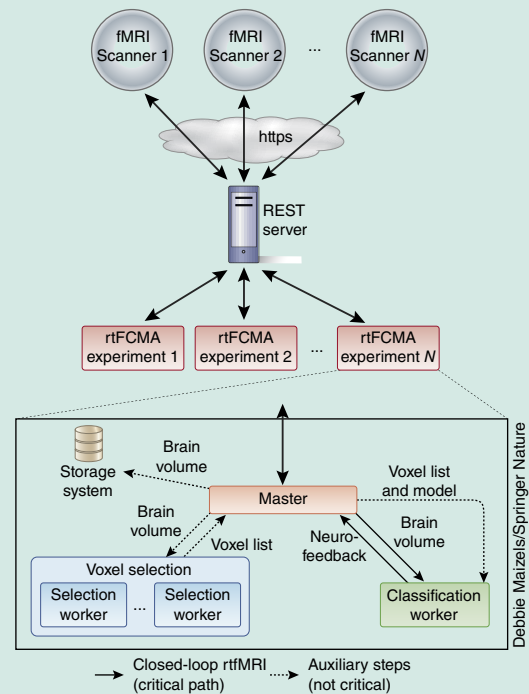 fMRI
Scanner 1
fMRI
Scanner 2
...
fMRI
Scanner N
https
REST
server
rtFCMA
experiment 1
rtFCMA
experiment 2
...
rtFCMA
experiment N
Storage
system
Brain
volume
Master
Voxel list
and model
Brain
volume
Voxel list
Neuro-
feedback
Brain
volume
Voxel selection
Selection
worker
...
Selection
worker
Classification
worker
Closed-loop rtfMRI
(critical path)
Auxiliary steps
(not critical)
Debbie Maizels/Springer Nature